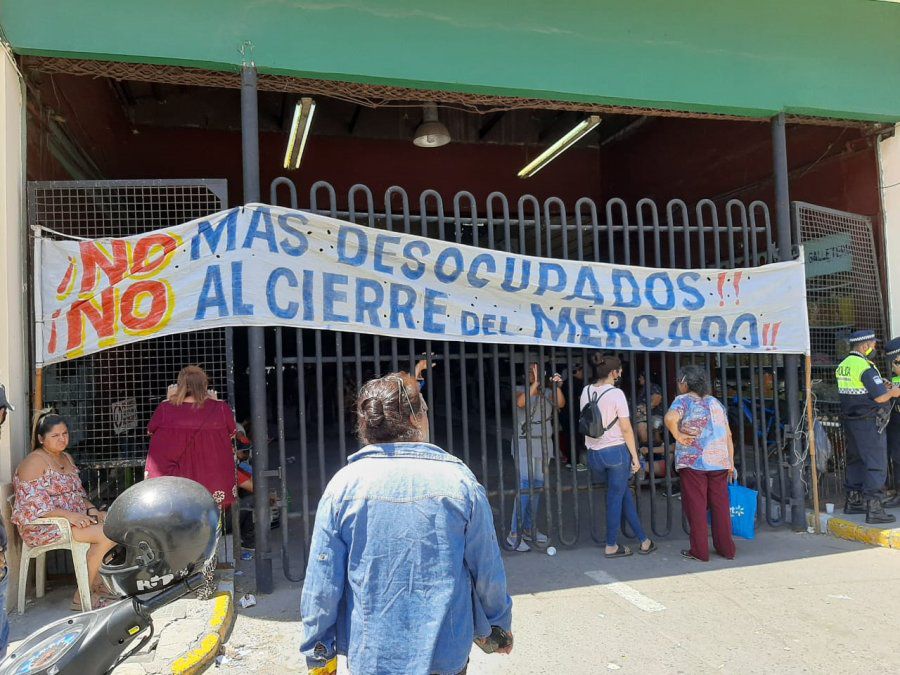 ¡NO MAS DESOCUPADOS!!
¡NO AL CIERRE DEL MERCADO!!